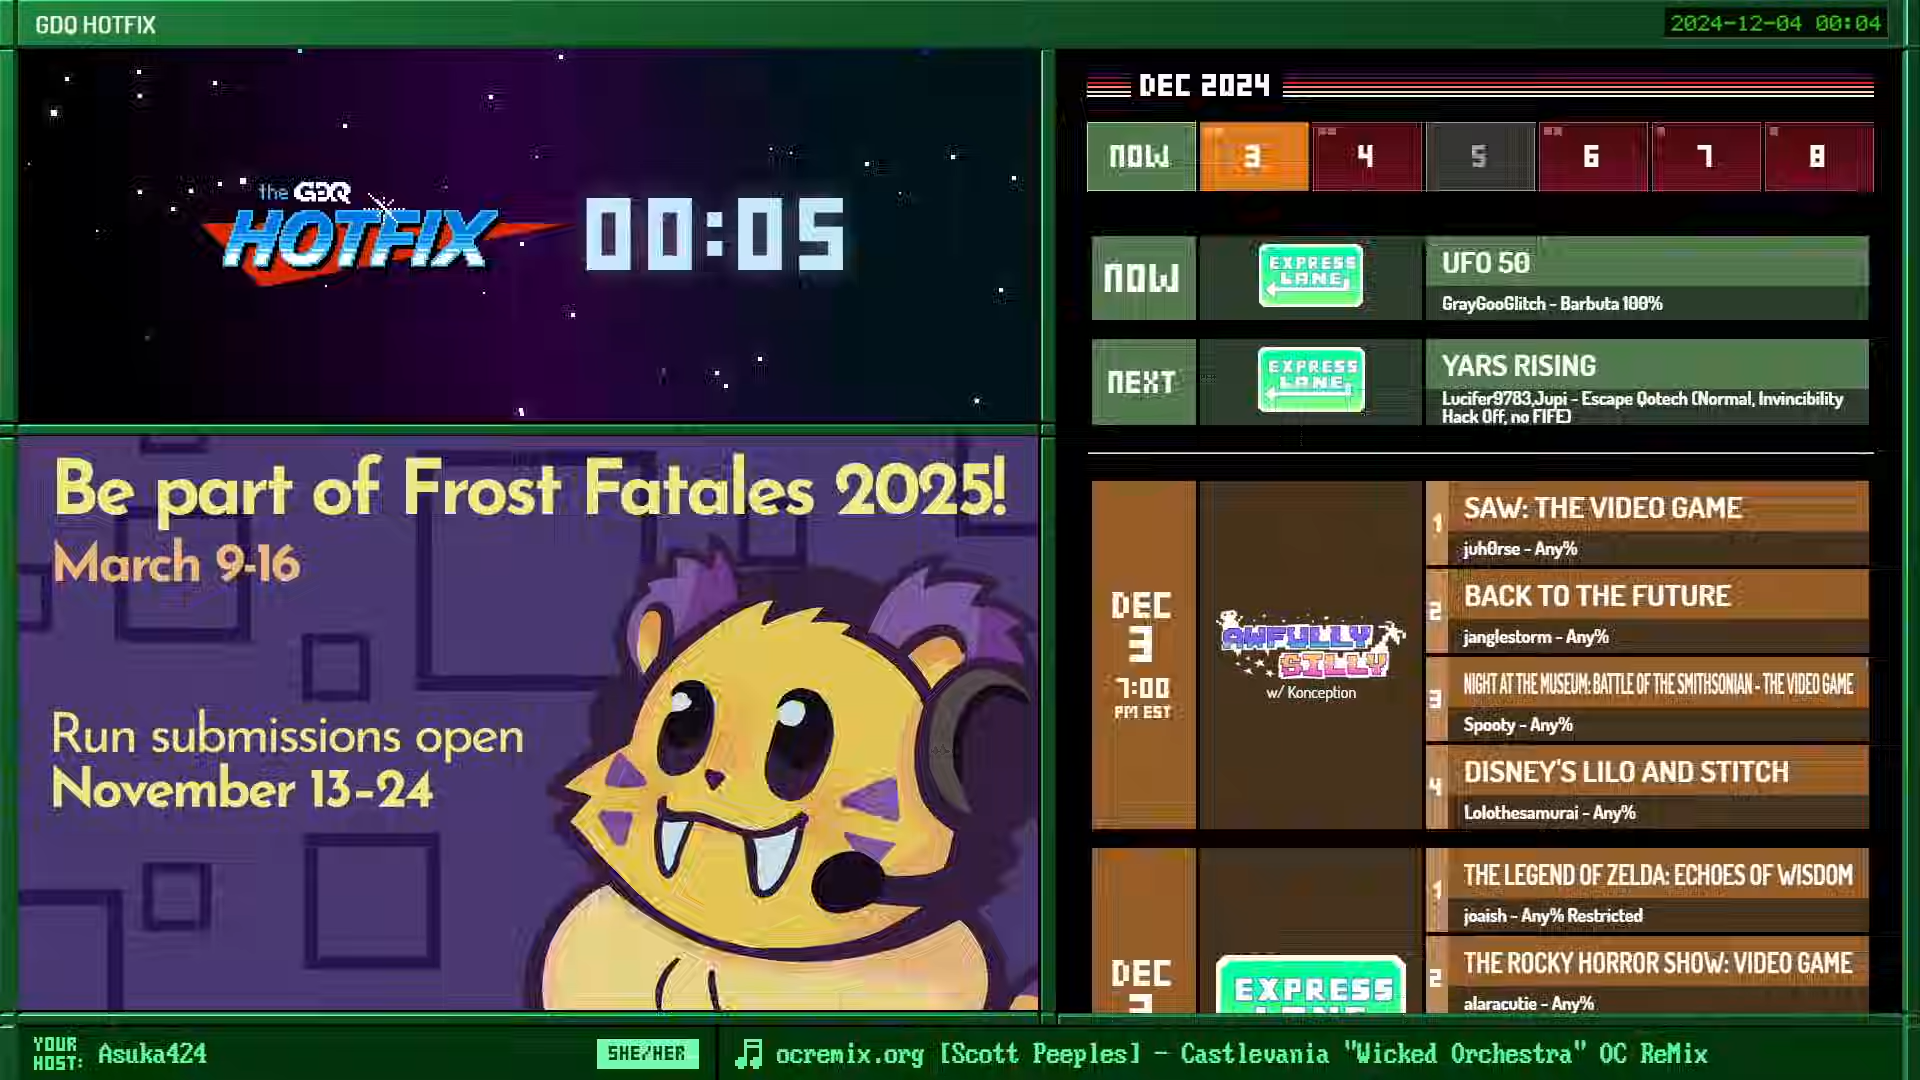 GDQ HOTFIX
2024-12-04 00:04
the GDQ
HOTFIX
00:05
DEC 2024
NOW 3 4 5 6 7 8
NOW
EXPRESS
LANE
UFO 50
GrayGooGlitch - Barbuta 100%
NEXT
EXPRESS
LANE
YARS RISING
Lucifer9783,Jupi - Escape Qotech (Normal, Invincibility
Hack Off, no FIFE)
Be part of Frost Fatales 2025!
March 9-16
Run submissions open
November 13-24
DEC
3
7:00
PM EST
AWFULLY
SILLY
w/ Konception
1
SAW: THE VIDEO GAME
juh0rse - Any%
2
BACK TO THE FUTURE
janglestorm - Any%
3
NIGHT AT THE MUSEUM: BATTLE OF THE SMITHSONIAN - THE VIDEO GAME
Spooty - Any%
4
DISNEY'S LILO AND STITCH
Lolothesamurai - Any%
DEC
3
EXPRESS
LANE
1
THE LEGEND OF ZELDA: ECHOES OF WISDOM
joaish - Any% Restricted
2
THE ROCKY HORROR SHOW: VIDEO GAME
alaracutie - Any%
YOUR
HOST:
Asuka424
SHE/HER
ocremix.org [Scott Peeples] - Castlevania "Wicked Orchestra" OC ReMix